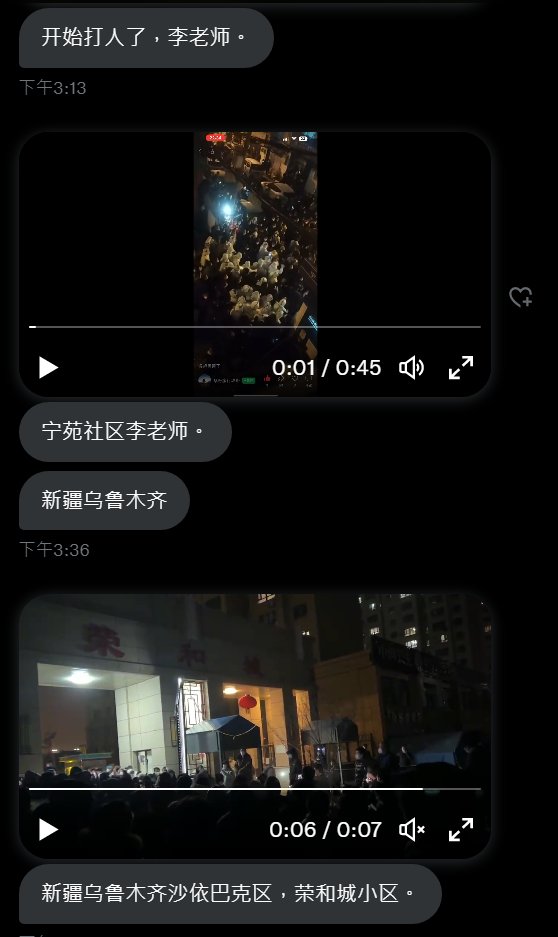 开始打人了，李老师。
下午3:13
0:01 / 0:45
宁苑社区李老师。
新疆乌鲁木齐
下午3:36
荣和城
0:06 / 0:07
新疆乌鲁木齐沙依巴克区，荣和城小区。